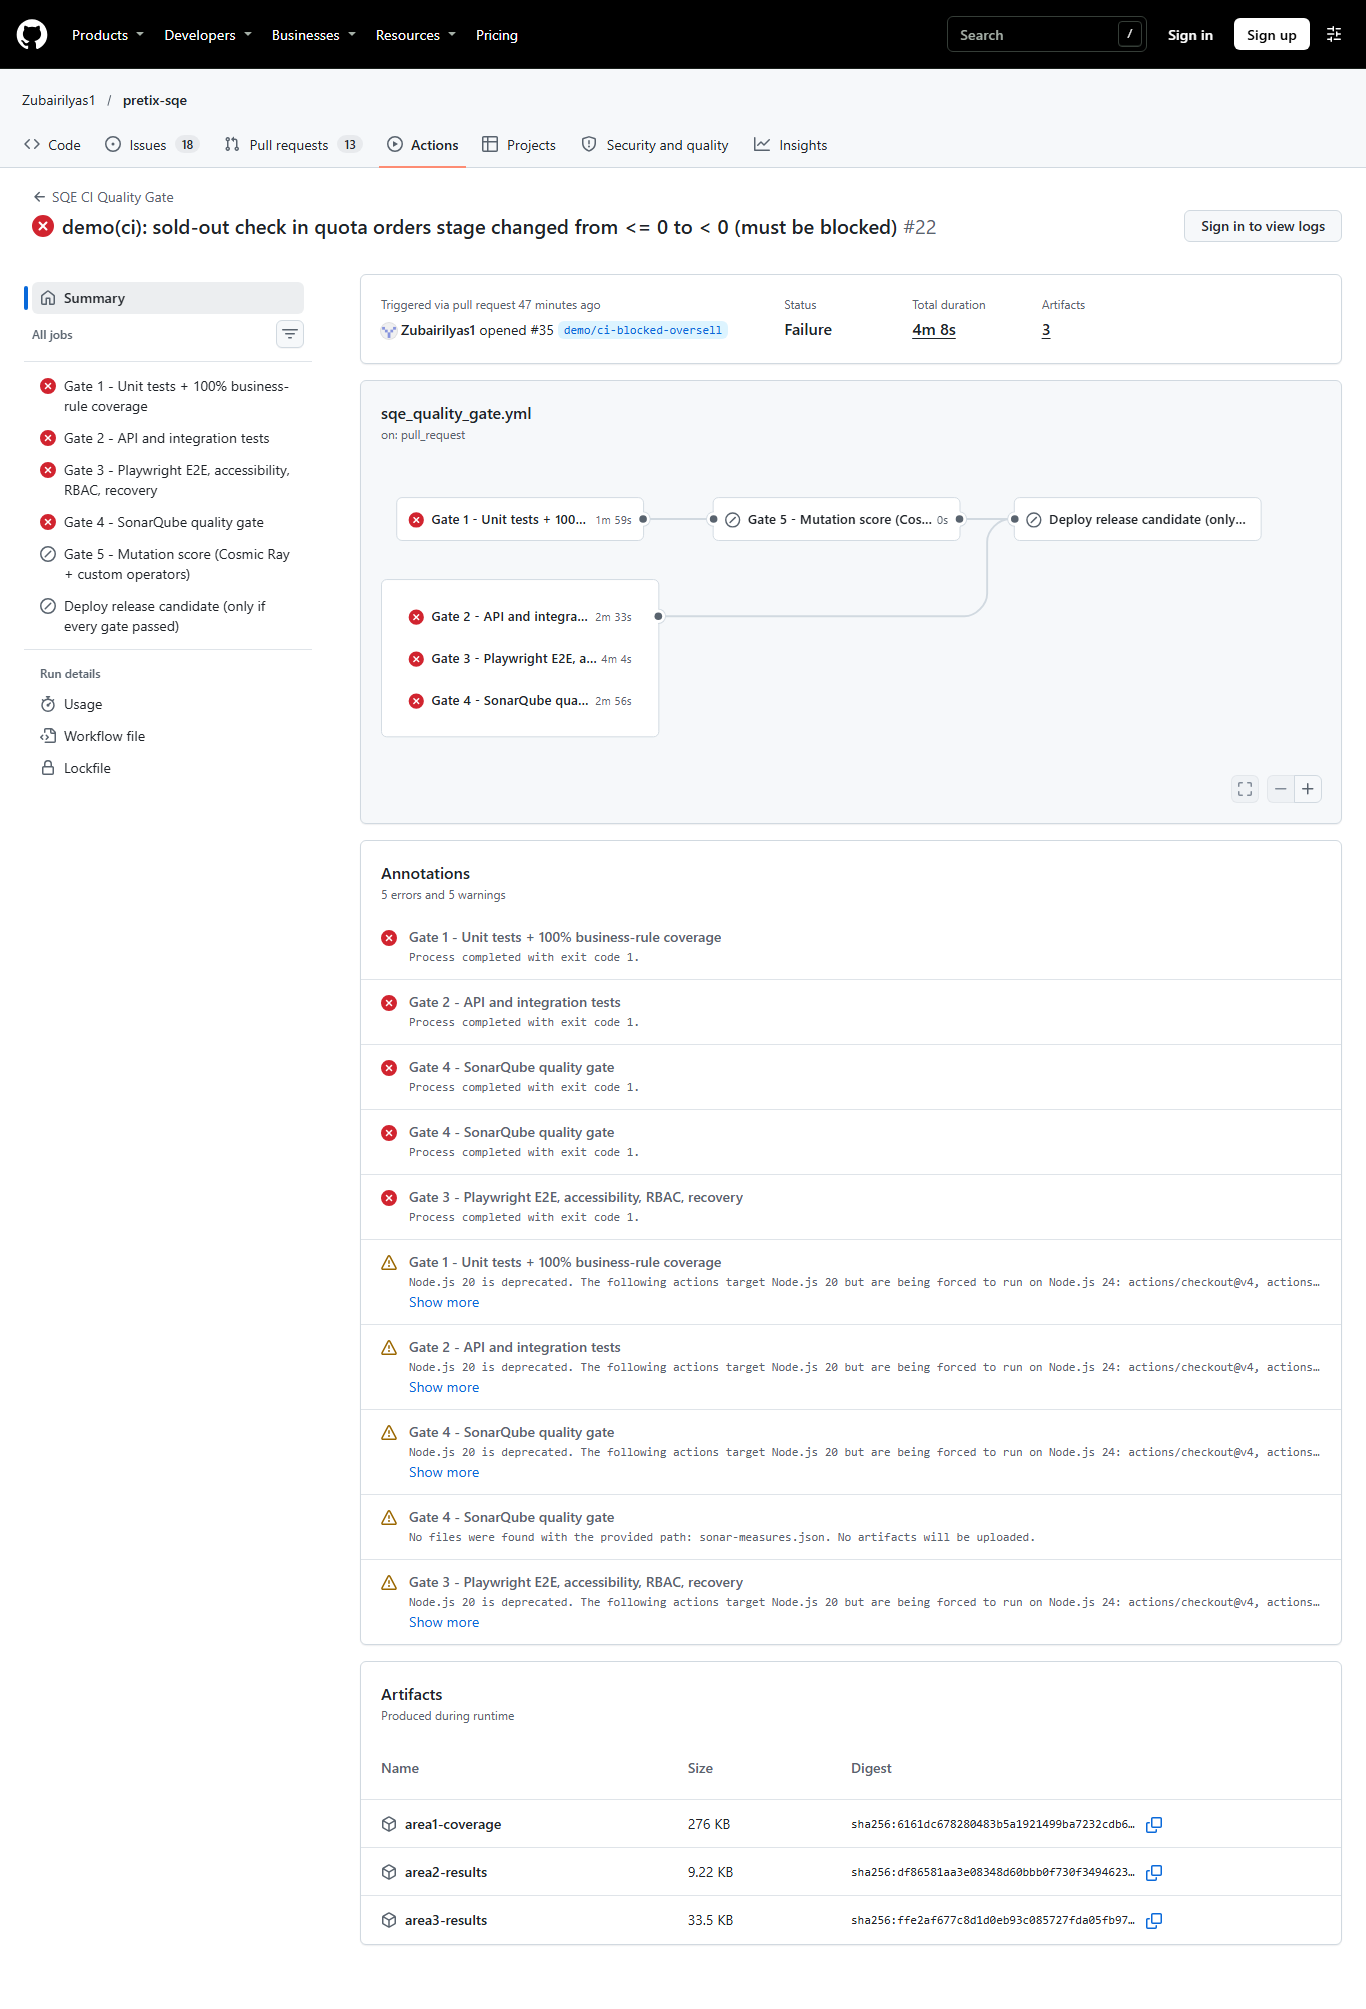 Products Developers Businesses Resources Pricing Search / Sign in Sign up
Zubairilyas1 / pretix-sqe
Code Issues 18 Pull requests 13 Actions Projects Security and quality Insights
SQE CI Quality Gate
demo(ci): sold-out check in quota orders stage changed from <= 0 to < 0 (must be blocked) #22
Sign in to view logs
Summary
All jobs
Gate 1 - Unit tests + 100% business-
rule coverage
Gate 2 - API and integration tests
Gate 3 - Playwright E2E, accessibility,
RBAC, recovery
Gate 4 - SonarQube quality gate
Gate 5 - Mutation score (Cosmic Ray
+ custom operators)
Deploy release candidate (only if
every gate passed)
Run details
Usage
Workflow file
Lockfile
Triggered via pull request 47 minutes ago
Zubairilyas1 opened #35 demo/ci-blocked-oversell
Status
Failure
Total duration
4m 8s
Artifacts
3
sqe_quality_gate.yml
on: pull_request
Gate 1 - Unit tests + 100... 1m 59s
Gate 5 - Mutation score (Cos... 0s
Deploy release candidate (only...
Gate 2 - API and integra... 2m 33s
Gate 3 - Playwright E2E, a... 4m 4s
Gate 4 - SonarQube qua... 2m 56s
Annotations
5 errors and 5 warnings
Gate 1 - Unit tests + 100% business-rule coverage
Process completed with exit code 1.
Gate 2 - API and integration tests
Process completed with exit code 1.
Gate 4 - SonarQube quality gate
Process completed with exit code 1.
Gate 4 - SonarQube quality gate
Process completed with exit code 1.
Gate 3 - Playwright E2E, accessibility, RBAC, recovery
Process completed with exit code 1.
Gate 1 - Unit tests + 100% business-rule coverage
Node.js 20 is deprecated. The following actions target Node.js 20 but are being forced to run on Node.js 24: actions/checkout@v4, actions…
Show more
Gate 2 - API and integration tests
Node.js 20 is deprecated. The following actions target Node.js 20 but are being forced to run on Node.js 24: actions/checkout@v4, actions…
Show more
Gate 4 - SonarQube quality gate
Node.js 20 is deprecated. The following actions target Node.js 20 but are being forced to run on Node.js 24: actions/checkout@v4, actions…
Show more
Gate 4 - SonarQube quality gate
No files were found with the provided path: sonar-measures.json. No artifacts will be uploaded.
Gate 3 - Playwright E2E, accessibility, RBAC, recovery
Node.js 20 is deprecated. The following actions target Node.js 20 but are being forced to run on Node.js 24: actions/checkout@v4, actions…
Show more
Artifacts
Produced during runtime
Name Size Digest
area1-coverage 276 KB sha256:6161dc678280483b5a1921499ba7232cdb6…
area2-results 9.22 KB sha256:df86581aa3e08348d60bbb0f730f3494623…
area3-results 33.5 KB sha256:ffe2af677c8d1d0eb93c085727fda05fb97…